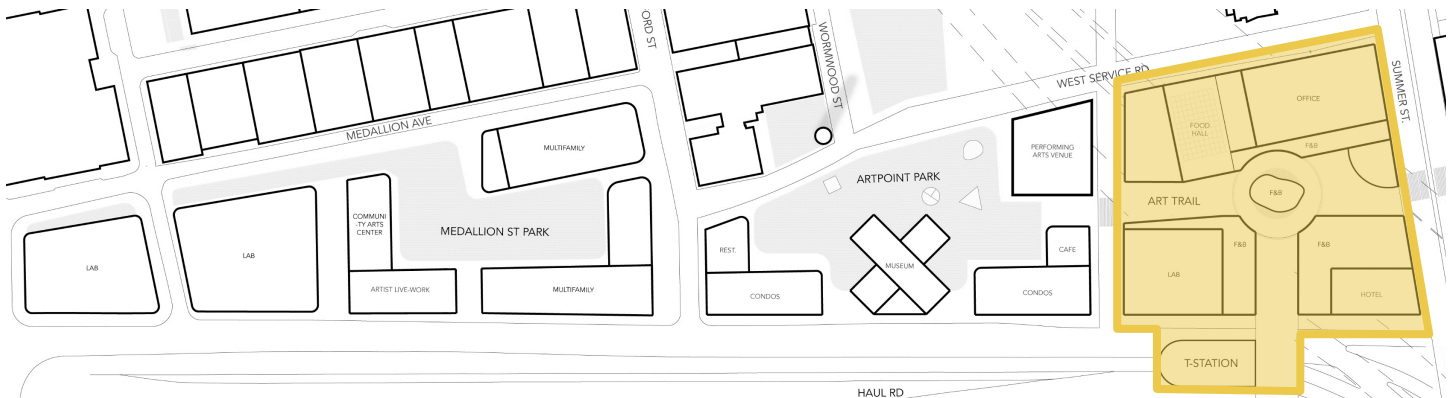 FORD ST
WORMWOOD ST
WEST SERVICE RD
SUMMER ST.
MEDALLION AVE
MULTIFAMILY
PERFORMING
ARTS VENUE
OFFICE
FOOD
HALL
F&B
ARTPOINT PARK
F&B
ART TRAIL
COMMUNI
-TY ARTS
CENTER
MEDALLION ST PARK
REST.
MUSEUM
CAFE
F&B
F&B
LAB
LAB
ARTIST LIVE-WORK
MULTIFAMILY
CONDOS
CONDOS
LAB
HOTEL
T-STATION
HAUL RD